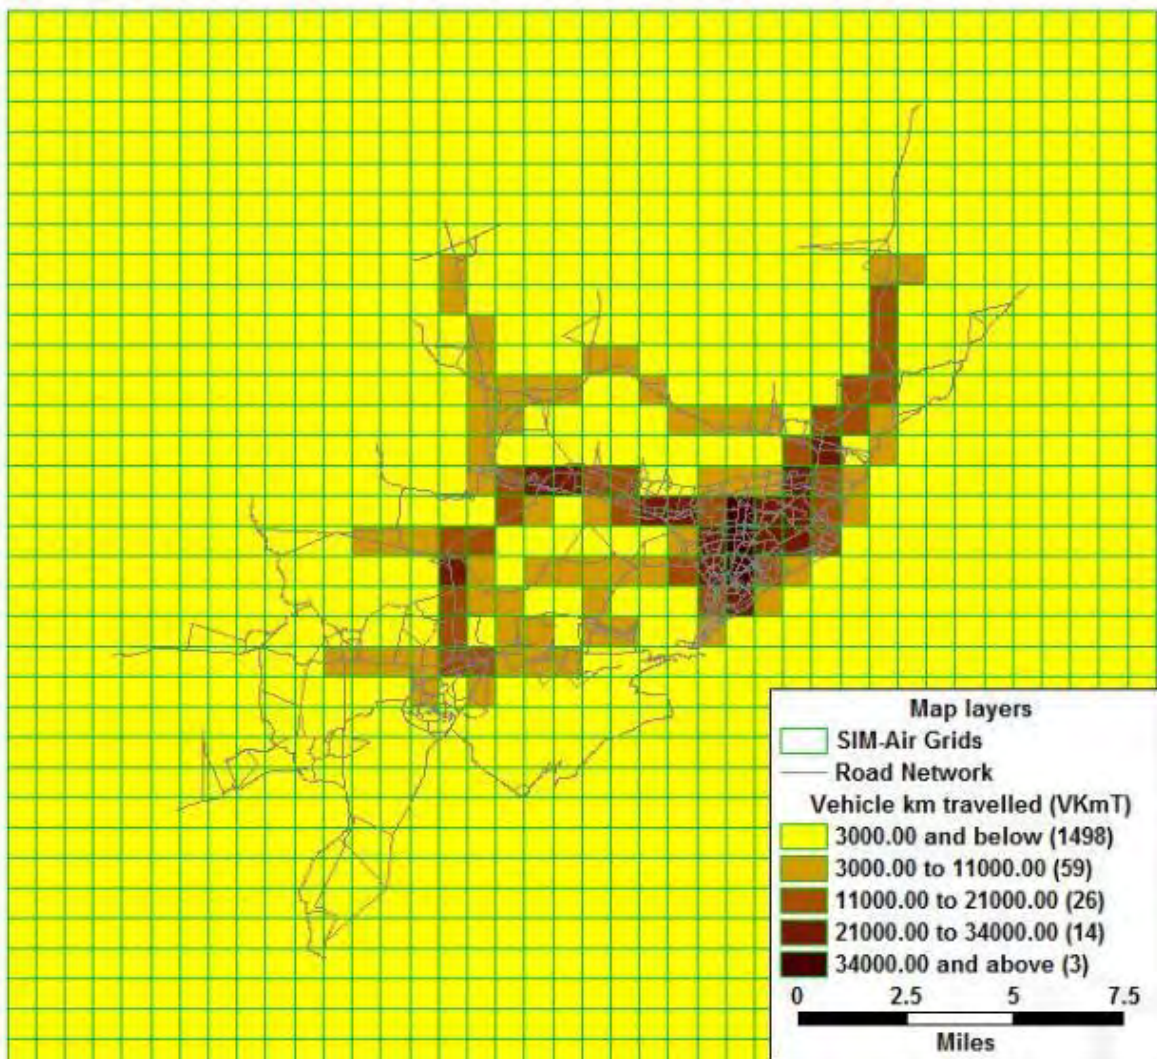 Map layers
SIM-Air Grids
Road Network
Vehicle km travelled (VKmT)
3000.00 and below (1498)
3000.00 to 11000.00 (59)
11000.00 to 21000.00 (26)
21000.00 to 34000.00 (14)
34000.00 and above (3)
0 2.5 5 7.5
Miles